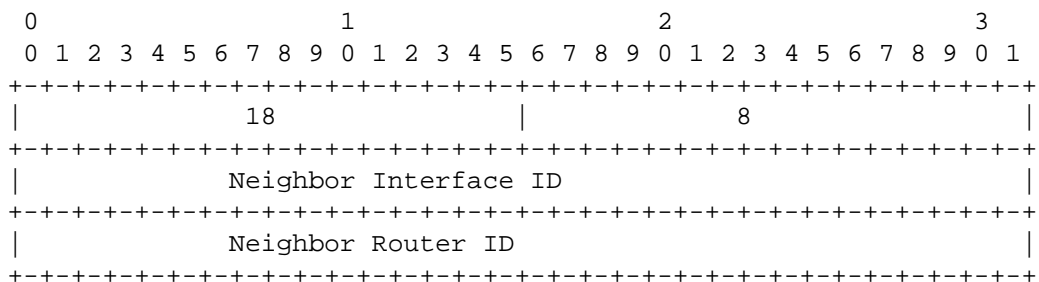 0                   1                   2                   3
0 1 2 3 4 5 6 7 8 9 0 1 2 3 4 5 6 7 8 9 0 1 2 3 4 5 6 7 8 9 0 1
+-+-+-+-+-+-+-+-+-+-+-+-+-+-+-+-+-+-+-+-+-+-+-+-+-+-+-+-+-+-+-+-+
|              18               |             8                 |
+-+-+-+-+-+-+-+-+-+-+-+-+-+-+-+-+-+-+-+-+-+-+-+-+-+-+-+-+-+-+-+-+
|             Neighbor Interface ID                             |
+-+-+-+-+-+-+-+-+-+-+-+-+-+-+-+-+-+-+-+-+-+-+-+-+-+-+-+-+-+-+-+-+
|             Neighbor Router ID                                |
+-+-+-+-+-+-+-+-+-+-+-+-+-+-+-+-+-+-+-+-+-+-+-+-+-+-+-+-+-+-+-+-+